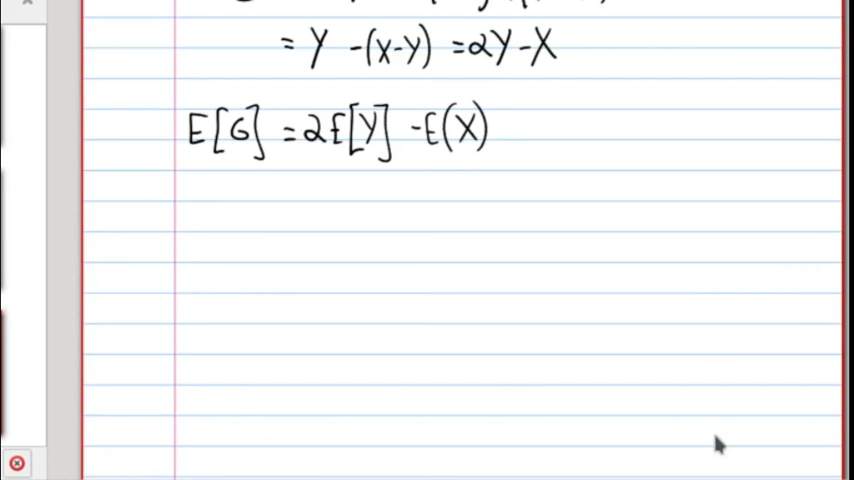 = Y -(X-Y) = 2Y-X
E[G] = 2E[Y] -E(X)